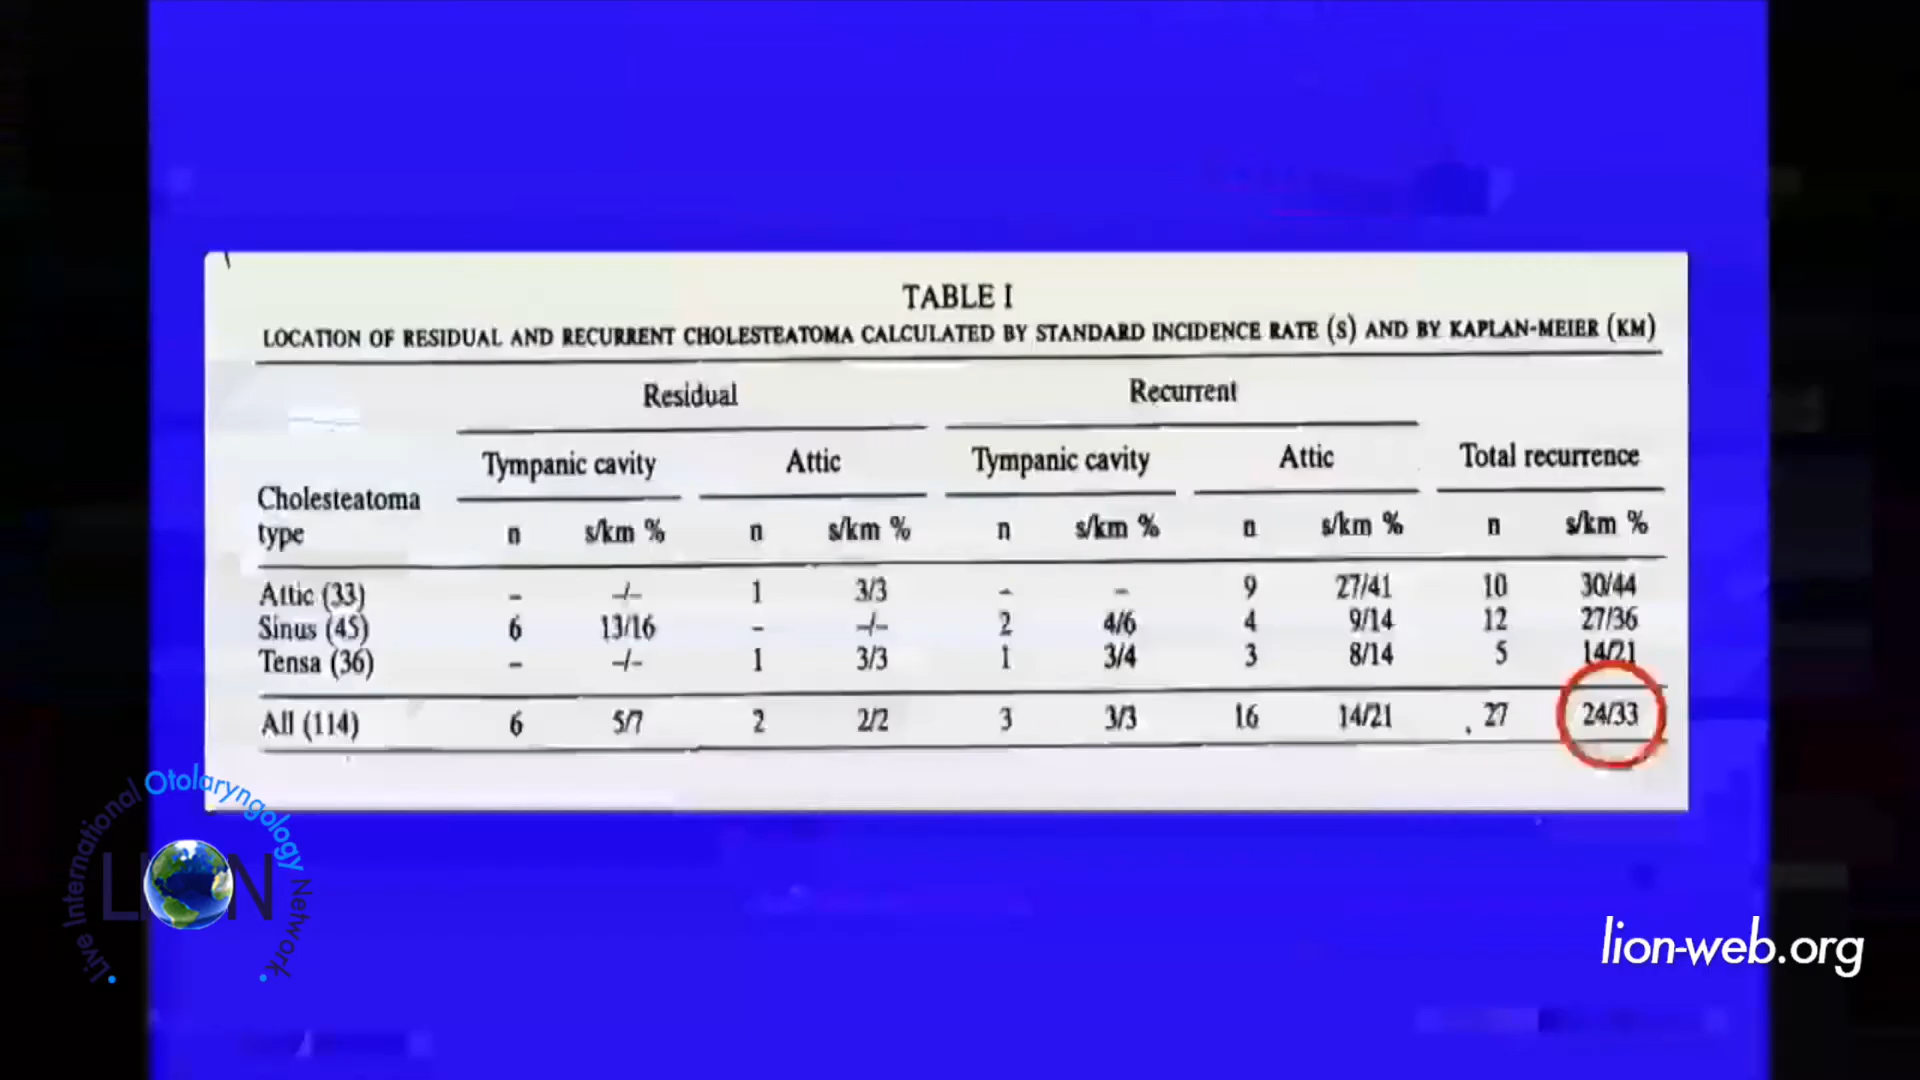 TABLE I
LOCATION OF RESIDUAL AND RECURRENT CHOLESTEATOMA CALCULATED BY STANDARD INCIDENCE RATE (S) AND BY KAPLAN-MEIER (KM)
Residual Recurrent
Tympanic cavity Attic Tympanic cavity Attic Total recurrence
Cholesteatoma
type n s/km % n s/km % n s/km % n s/km % n s/km %
Attic (33) – –/– 1 3/3 – – 9 27/41 10 30/44
Sinus (45) 6 13/16 – –/– 2 4/6 4 9/14 12 27/36
Tensa (36) – –/– 1 3/3 1 3/4 3 8/14 5 14/21
All (114) 6 5/7 2 2/2 3 3/3 16 14/21 27 24/33
Live International Otolaryngology Network
LION
lion-web.org